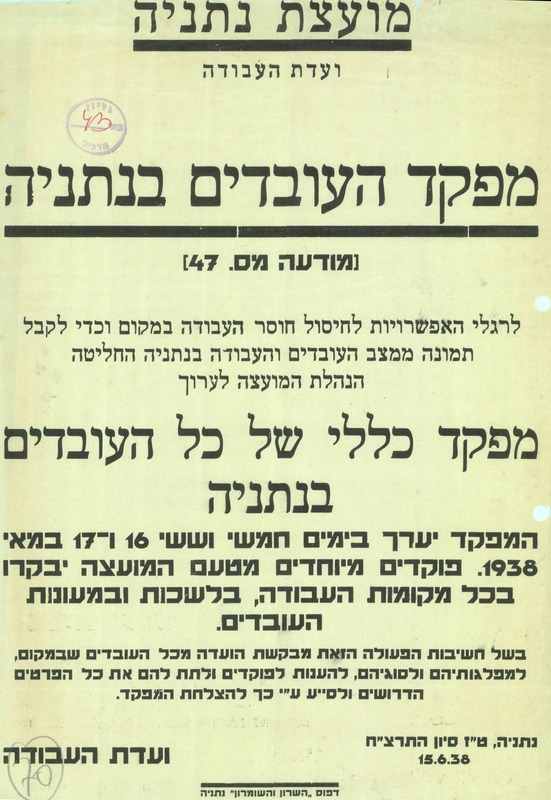 מועצת נתניה
ועדת העבודה
מפקד העובדים בנתניה
[מודעה מס. 47]
לרגלי האפשרויות לחיסול חוסר העבודה במקום וכדי לקבל
תמונה ממצב העובדים והעבודה בנתניה החליטה
הנהלת המועצה לערוך
מפקד כללי של כל העובדים
בנתניה
המפקד יערך בימים חמשי וששי 16 ו־17 במאי
1938. פוקדים מיוחדים מטעם המועצה יבקרו
בכל מקומות העבודה, בלשכות ובמעונות
העובדים.
בשל חשיבות הפעולה הזאת מבקשת הועדה מכל העובדים שבמקום,
למפלגותיהם ולסוגיהם, להענות לפוקדים ולתת להם את כל הפרטים
הדרושים ולסייע ע״י כך להצלחת המפקד.
נתניה, ט״ז סיון התרצ״ח
15.6.38
ועדת העבודה
70
דפוס „השרון והשומרון" נתניה